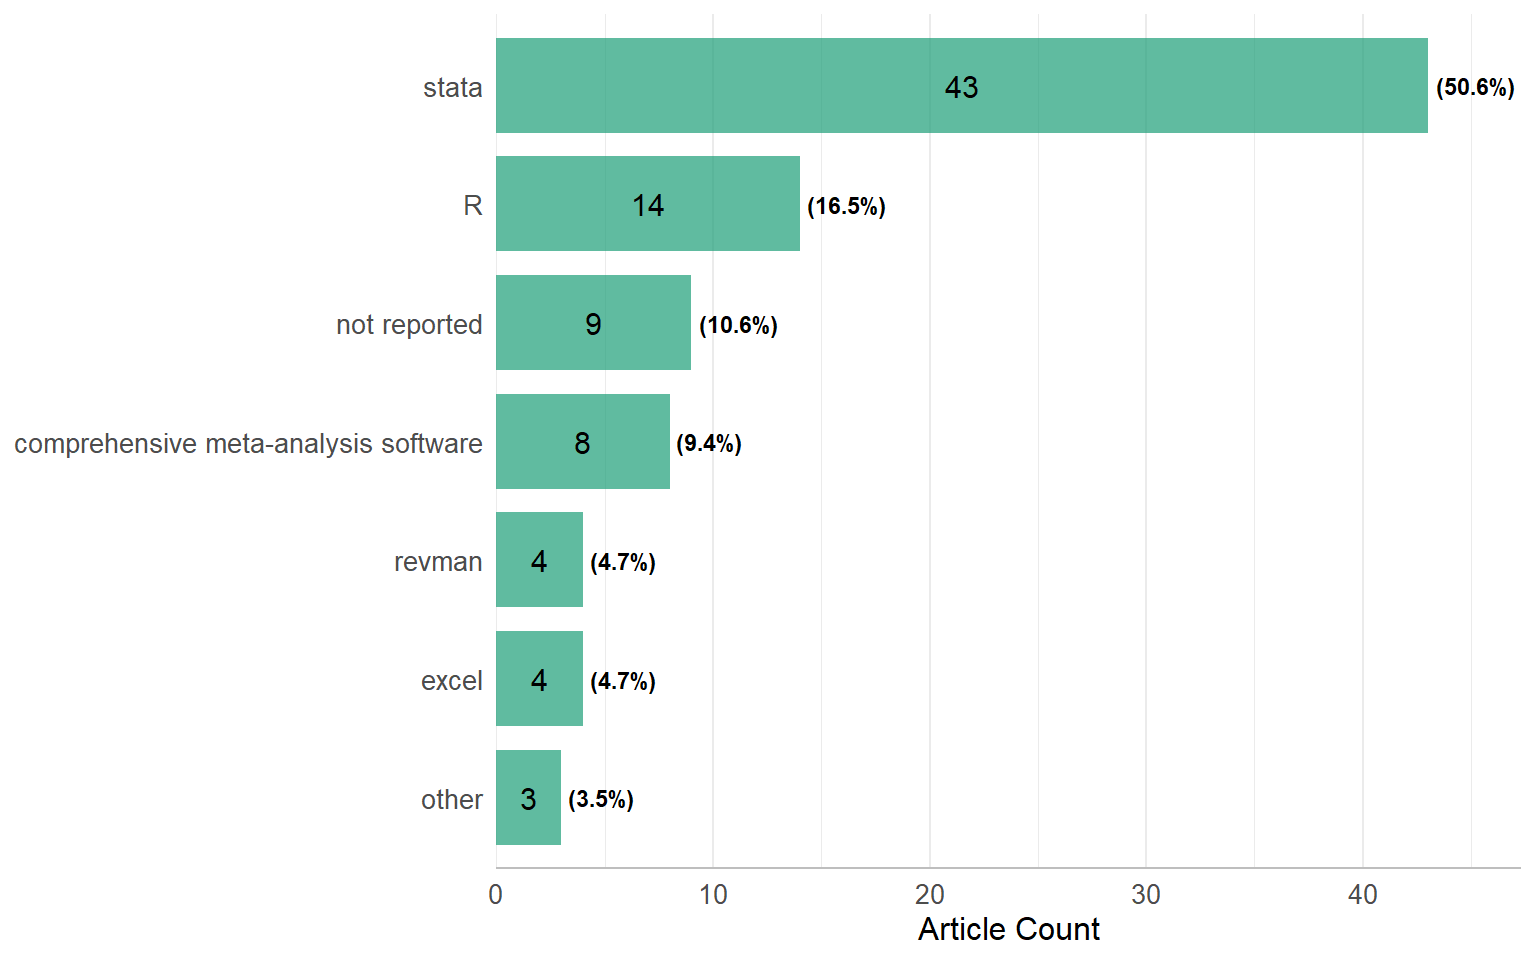 stata 43 (50.6%)
R 14 (16.5%)
not reported 9 (10.6%)
comprehensive meta-analysis software 8 (9.4%)
revman 4 (4.7%)
excel 4 (4.7%)
other 3 (3.5%)
0 10 20 30 40
Article Count